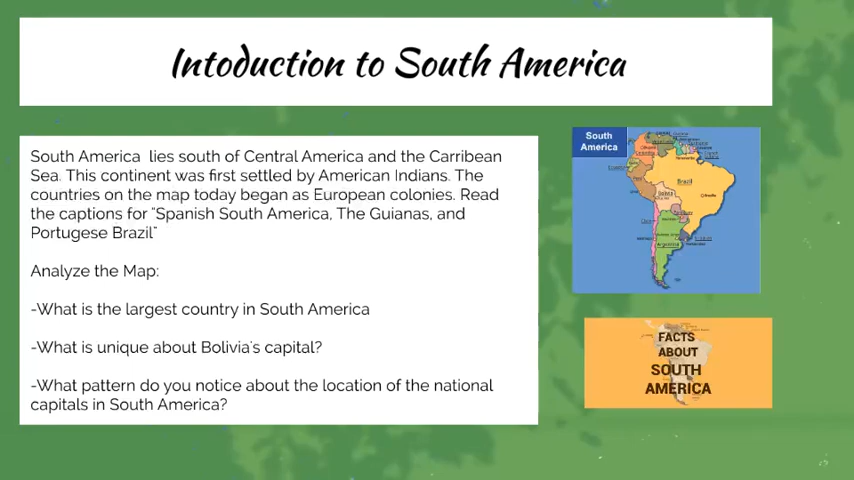 Intoduction to South America
South America lies south of Central America and the Carribean
Sea. This continent was first settled by American Indians. The
countries on the map today began as European colonies. Read
the captions for "Spanish South America, The Guianas, and
Portugese Brazil"
Analyze the Map:
-What is the largest country in South America
-What is unique about Bolivia's capital?
-What pattern do you notice about the location of the national
capitals in South America?
South
America
Brazil
Bolivia
Argentina
FACTS
ABOUT
SOUTH
AMERICA